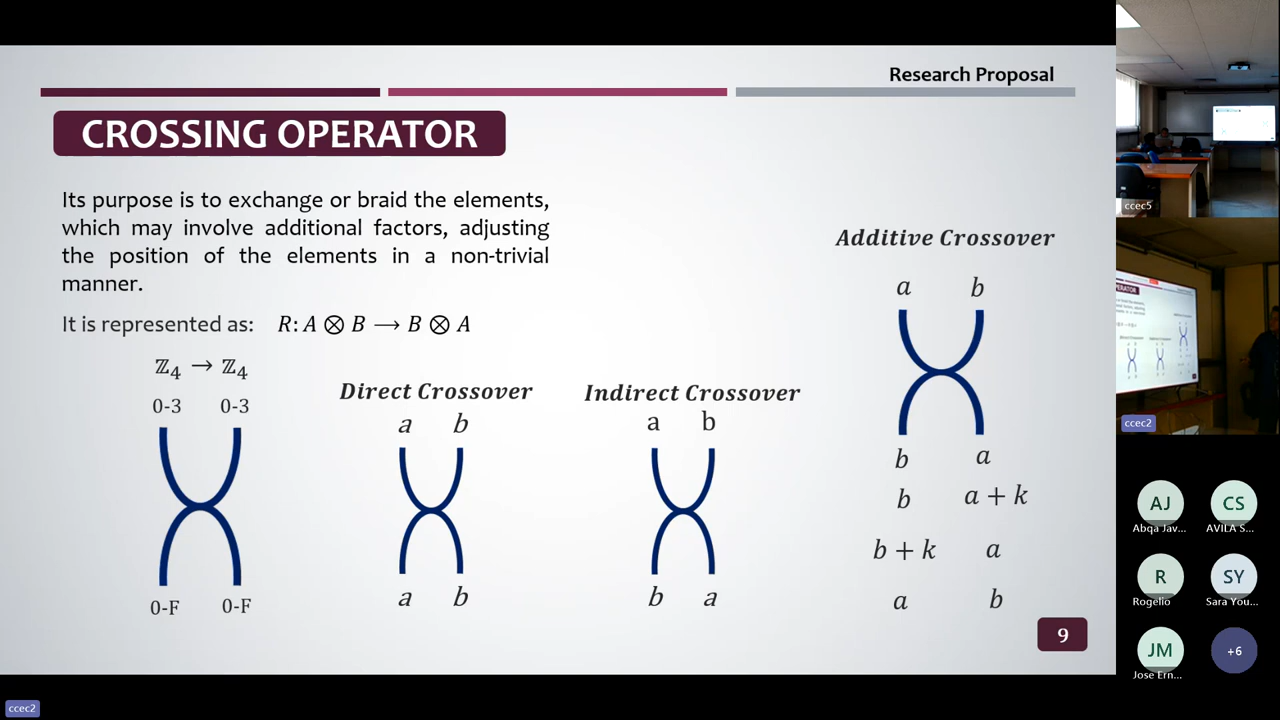 Research Proposal
CROSSING OPERATOR
Its purpose is to exchange or braid the elements,
which may involve additional factors, adjusting
the position of the elements in a non-trivial
manner.
It is represented as: R: A ⊗ B ⟶ B ⊗ A
ℤ₄ → ℤ₄
0-3 0-3
0-F 0-F
Direct Crossover
a b
a b
Indirect Crossover
a b
b a
Additive Crossover
a b
b a
b a + k
b + k a
a b
9
ccec5
ccec2
AJ
Abqa Jav...
CS
AVILA S...
R
Rogelio
SY
Sara You...
JM
Jose Ern...
+6
ccec2